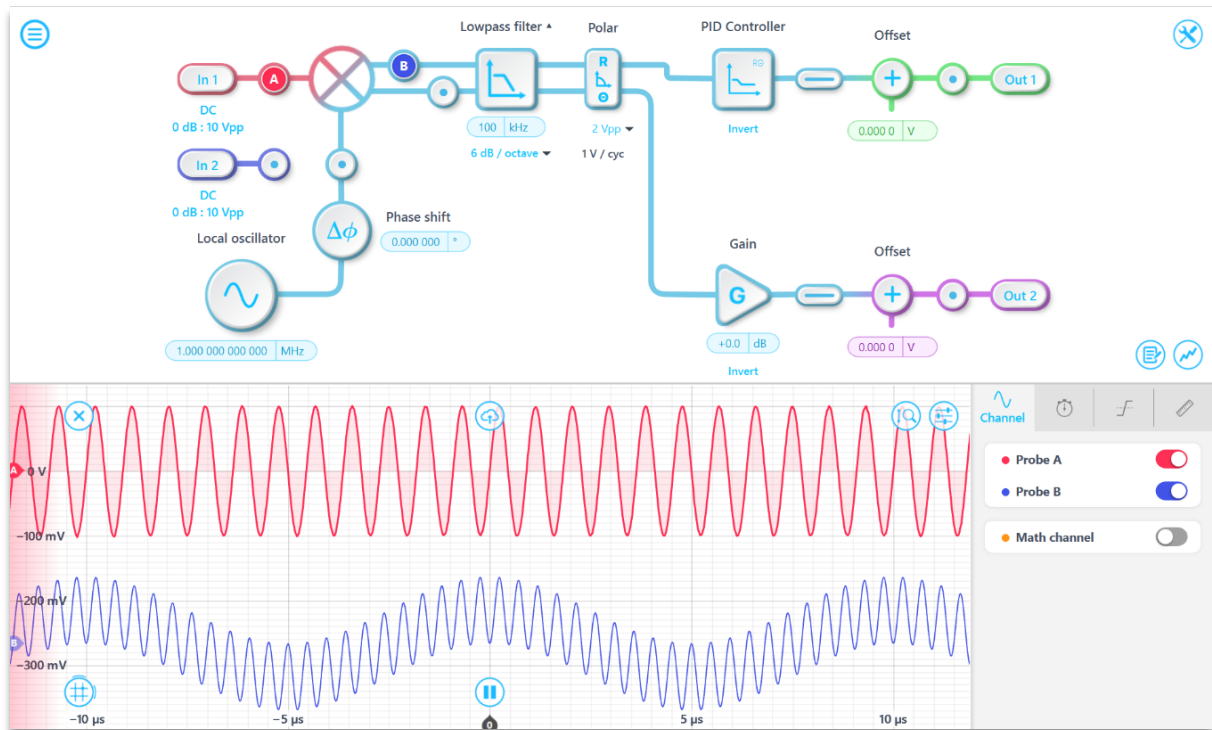 Lowpass filter ▲
Polar
PID Controller
Offset
In 1
A
B
R
Θ
RG
+
Out 1
DC
0 dB : 10 Vpp
100 kHz
6 dB / octave ▼
2 Vpp ▼
1 V / cyc
Invert
0.000 0 V
In 2
DC
0 dB : 10 Vpp
Local oscillator
Δϕ
Phase shift
0.000 000 °
1.000 000 000 000 MHz
Gain
G
+0.0 dB
Invert
Offset
+
Out 2
0.000 0 V
A
0 V
−100 mV
−200 mV
B
−300 mV
−10 µs
−5 µs
0
5 µs
10 µs
Channel
Probe A
Probe B
Math channel